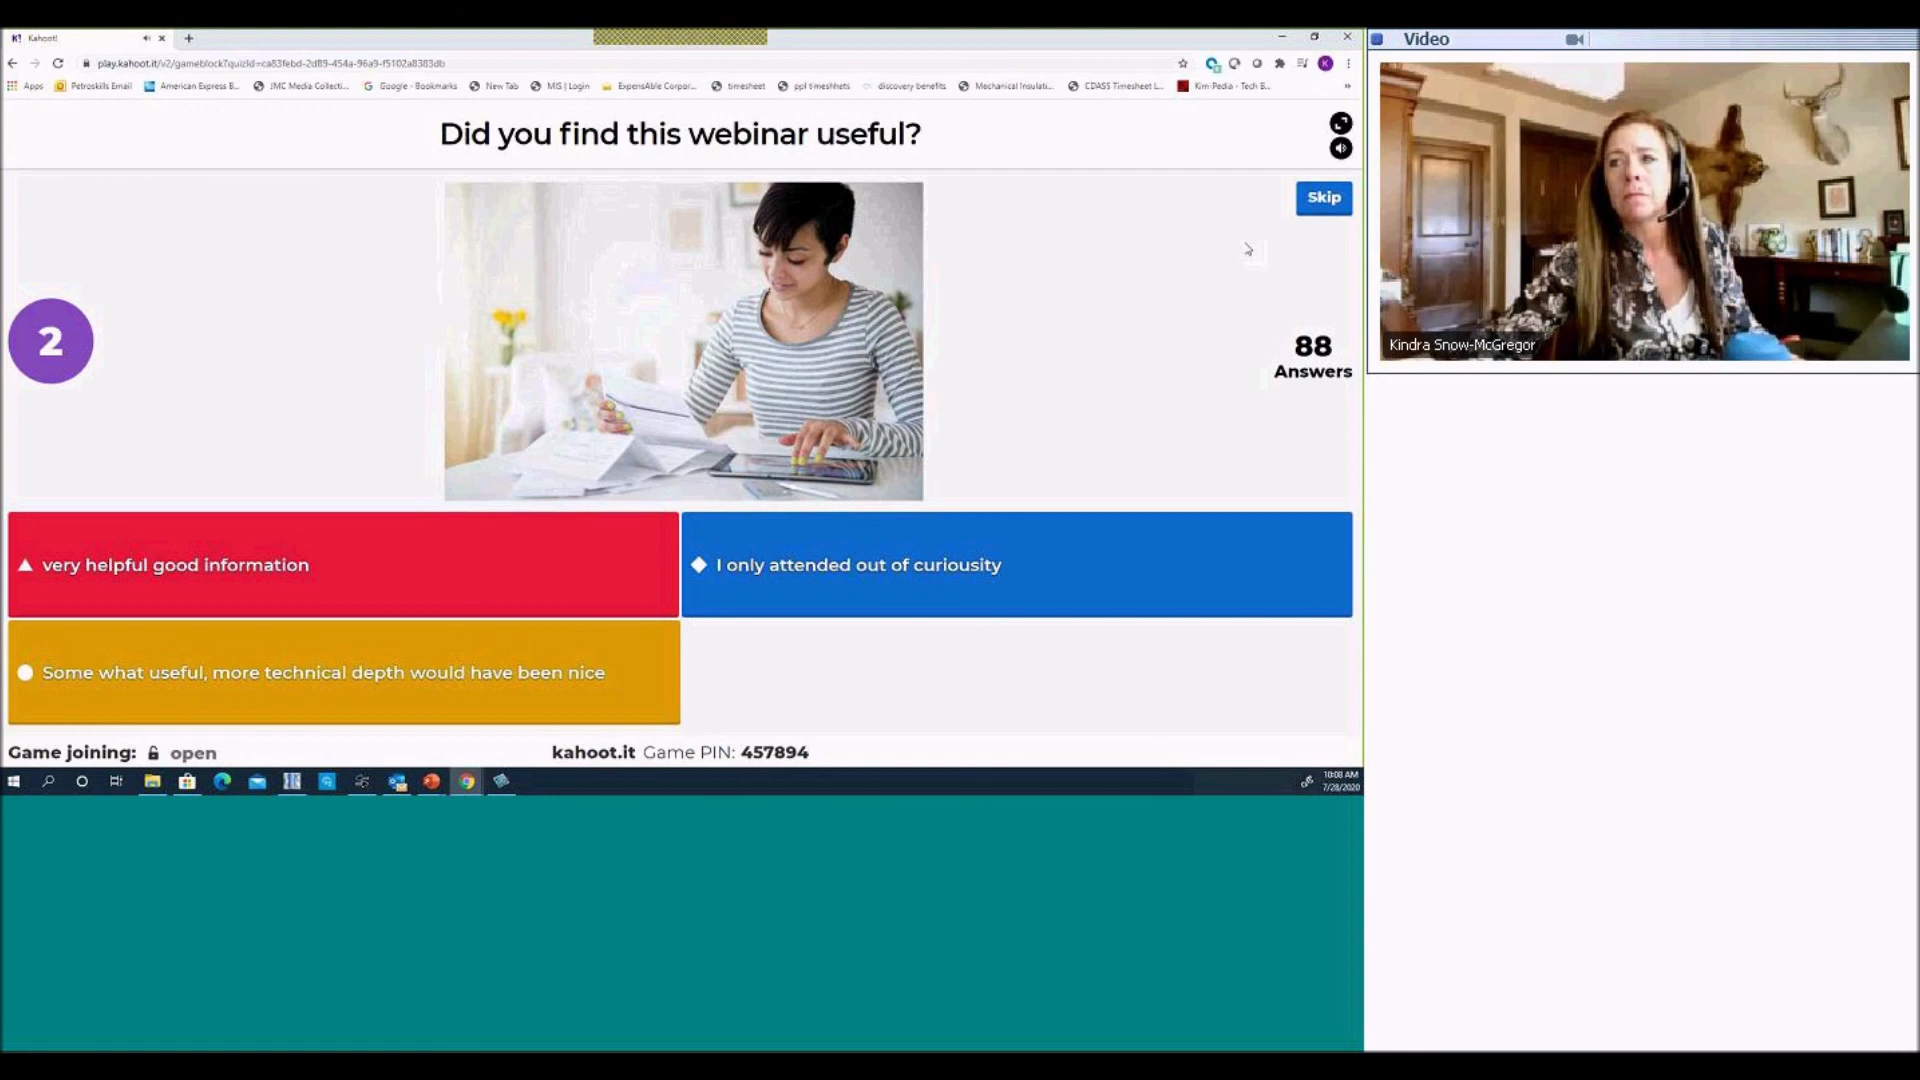 Kahoot!
play.kahoot.it/v2/gameblock?quizId=ca83febd-2d89-454a-96a9-f5102a8383db
Apps Petroskills Email American Express B... JMC Media Collecti... Google - Bookmarks New Tab MIS | Login ExpensAble Corpor... timesheet ppl timeshhets discovery benefits Mechanical Insulati... CDASS Timesheet L... Kim-Pedia - Tech B... »
Did you find this webinar useful?
Skip
2
88
Answers
very helpful good information
I only attended out of curiousity
Some what useful, more technical depth would have been nice
Game joining: open
kahoot.it Game PIN: 457894
10:08 AM
7/28/2020
Video
Kindra Snow-McGregor